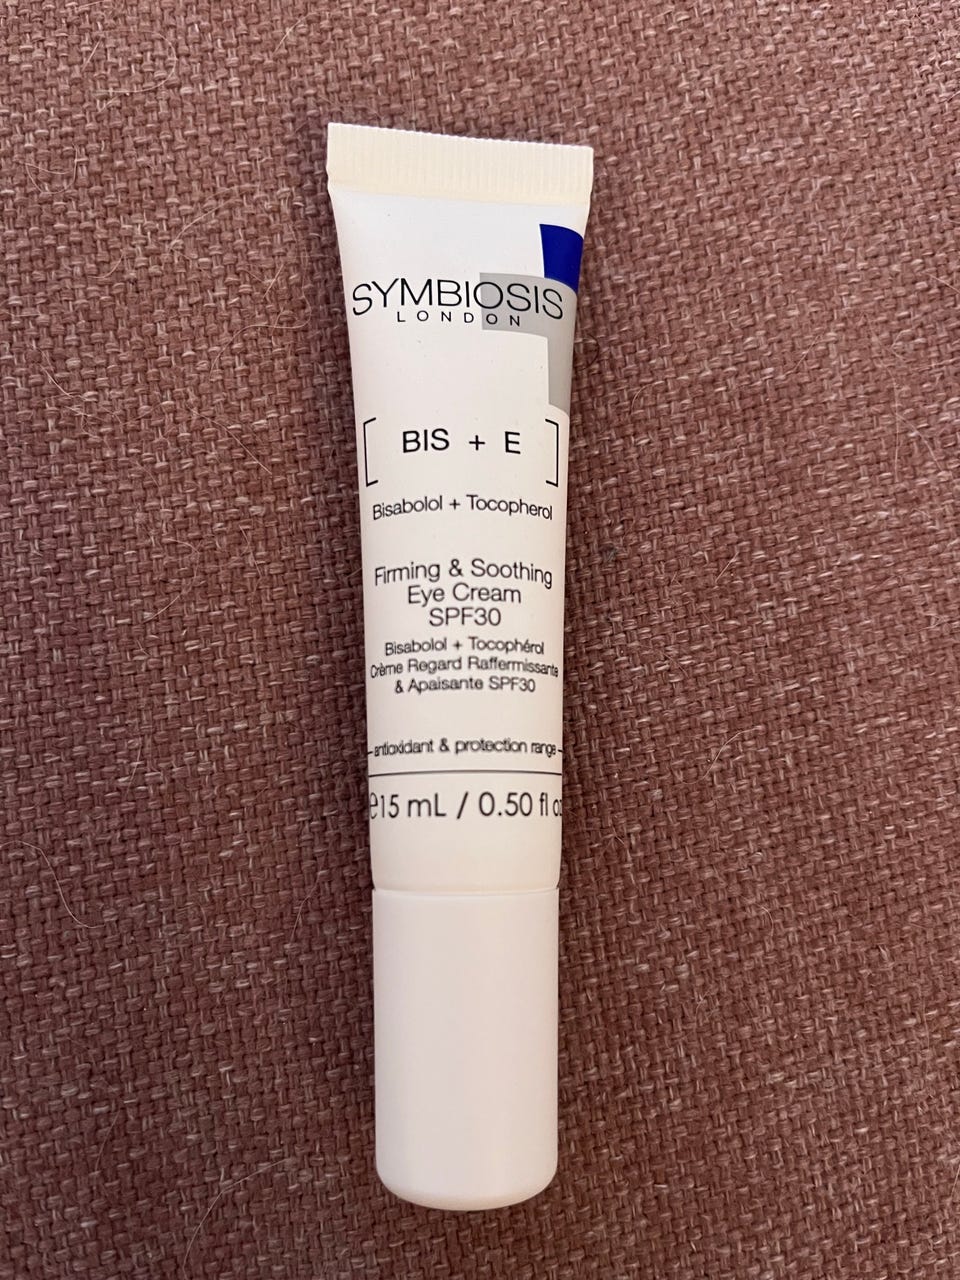 SYMBIOSIS
LONDON
[ BIS + E ]
Bisabolol + Tocopherol
Firming & Soothing
Eye Cream
SPF30
Bisabolol + Tocophérol
Crème Regard Raffermissante
& Apaisante SPF30
antioxidant & protection range
℮15 mL / 0.50 fl oz